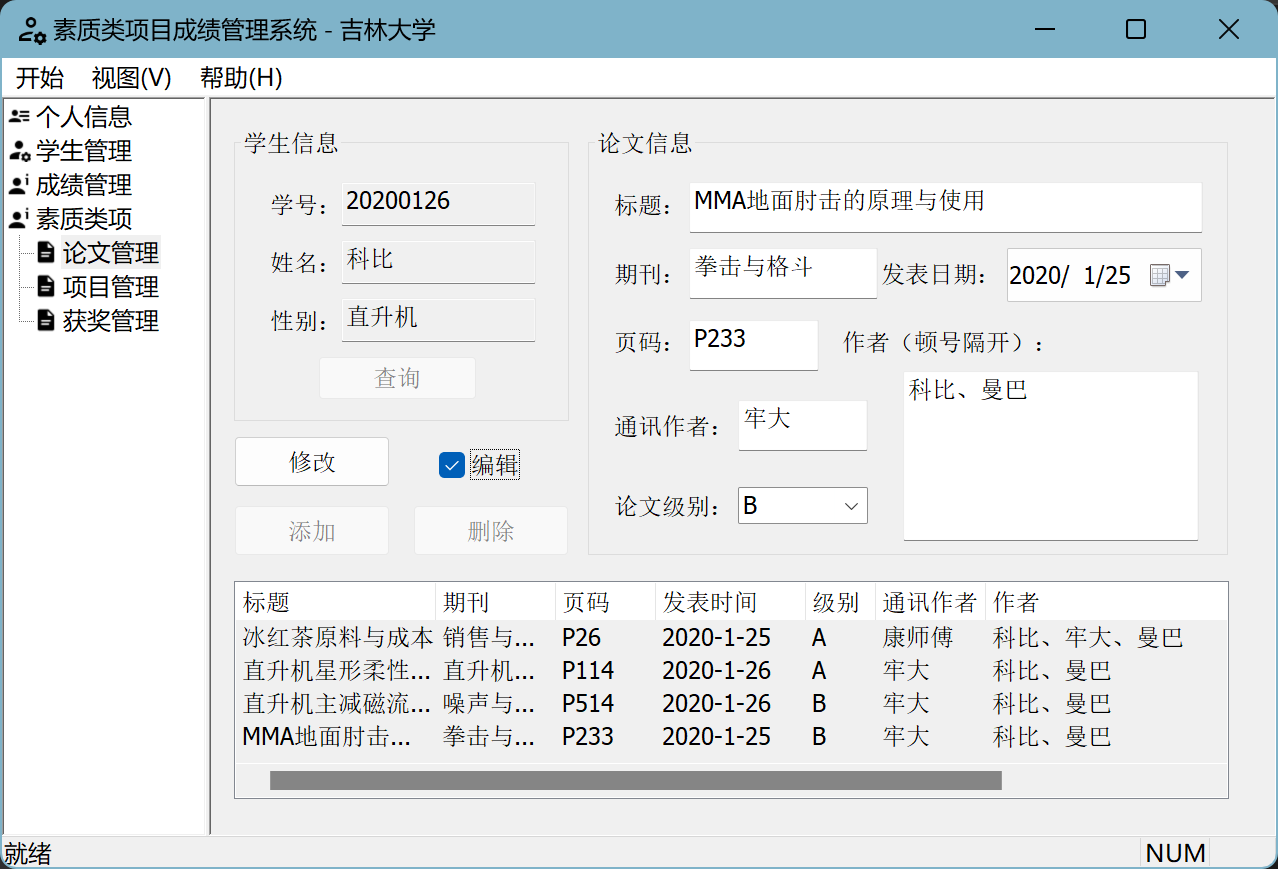 素质类项目成绩管理系统 - 吉林大学
开始 视图(V) 帮助(H)
个人信息
学生管理
成绩管理
素质类项
论文管理
项目管理
获奖管理
学生信息
学号： 20200126
姓名： 科比
性别： 直升机
查询
修改 编辑
添加 删除
论文信息
标题： MMA地面肘击的原理与使用
期刊： 拳击与格斗 发表日期： 2020/ 1/25
页码： P233 作者（顿号隔开）：
科比、曼巴
通讯作者： 牢大
论文级别： B
标题 期刊 页码 发表时间 级别 通讯作者 作者
冰红茶原料与成本 销售与... P26 2020-1-25 A 康师傅 科比、牢大、曼巴
直升机星形柔性... 直升机... P114 2020-1-26 A 牢大 科比、曼巴
直升机主减磁流... 噪声与... P514 2020-1-26 B 牢大 科比、曼巴
MMA地面肘击... 拳击与... P233 2020-1-25 B 牢大 科比、曼巴
就绪 NUM